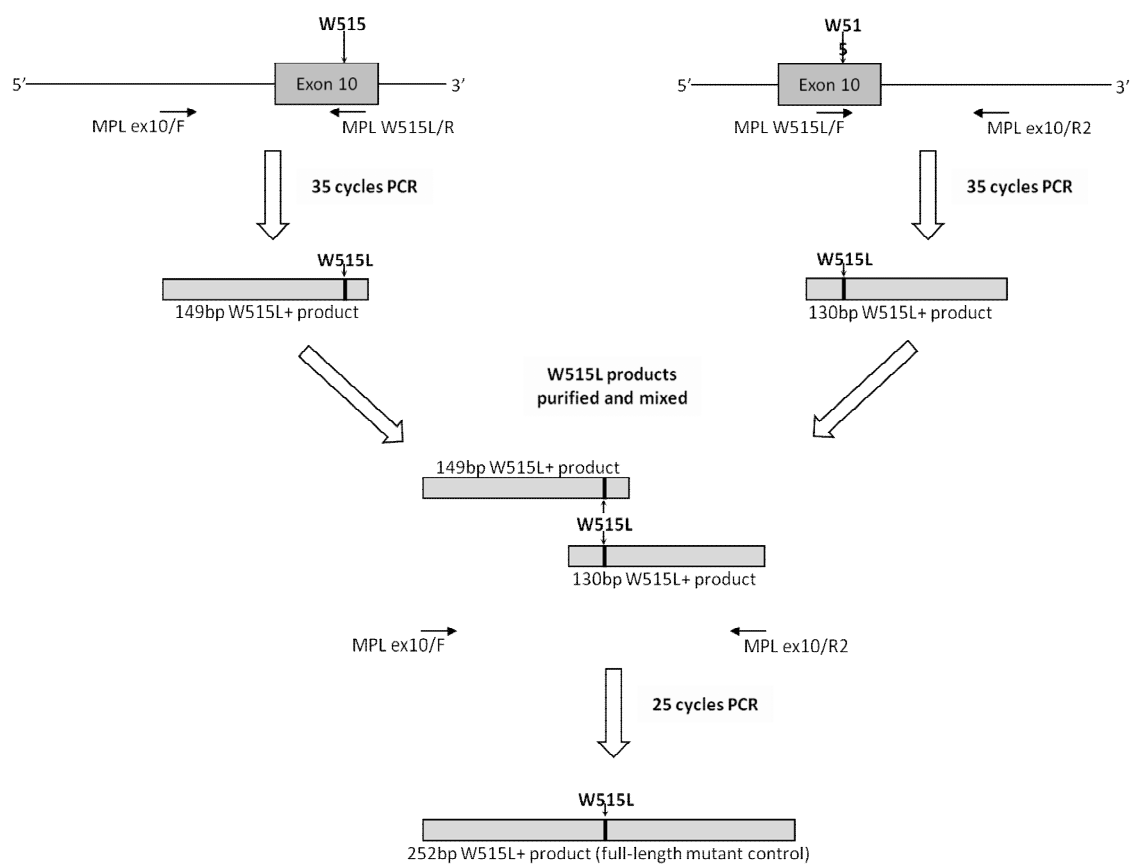 W515
5'
Exon 10
3'
MPL ex10/F
MPL W515L/R
W51
5
5'
Exon 10
3'
MPL W515L/F
MPL ex10/R2
35 cycles PCR
35 cycles PCR
W515L
149bp W515L+ product
W515L
130bp W515L+ product
W515L products
purified and mixed
149bp W515L+ product
W515L
130bp W515L+ product
MPL ex10/F
MPL ex10/R2
25 cycles PCR
W515L
252bp W515L+ product (full-length mutant control)